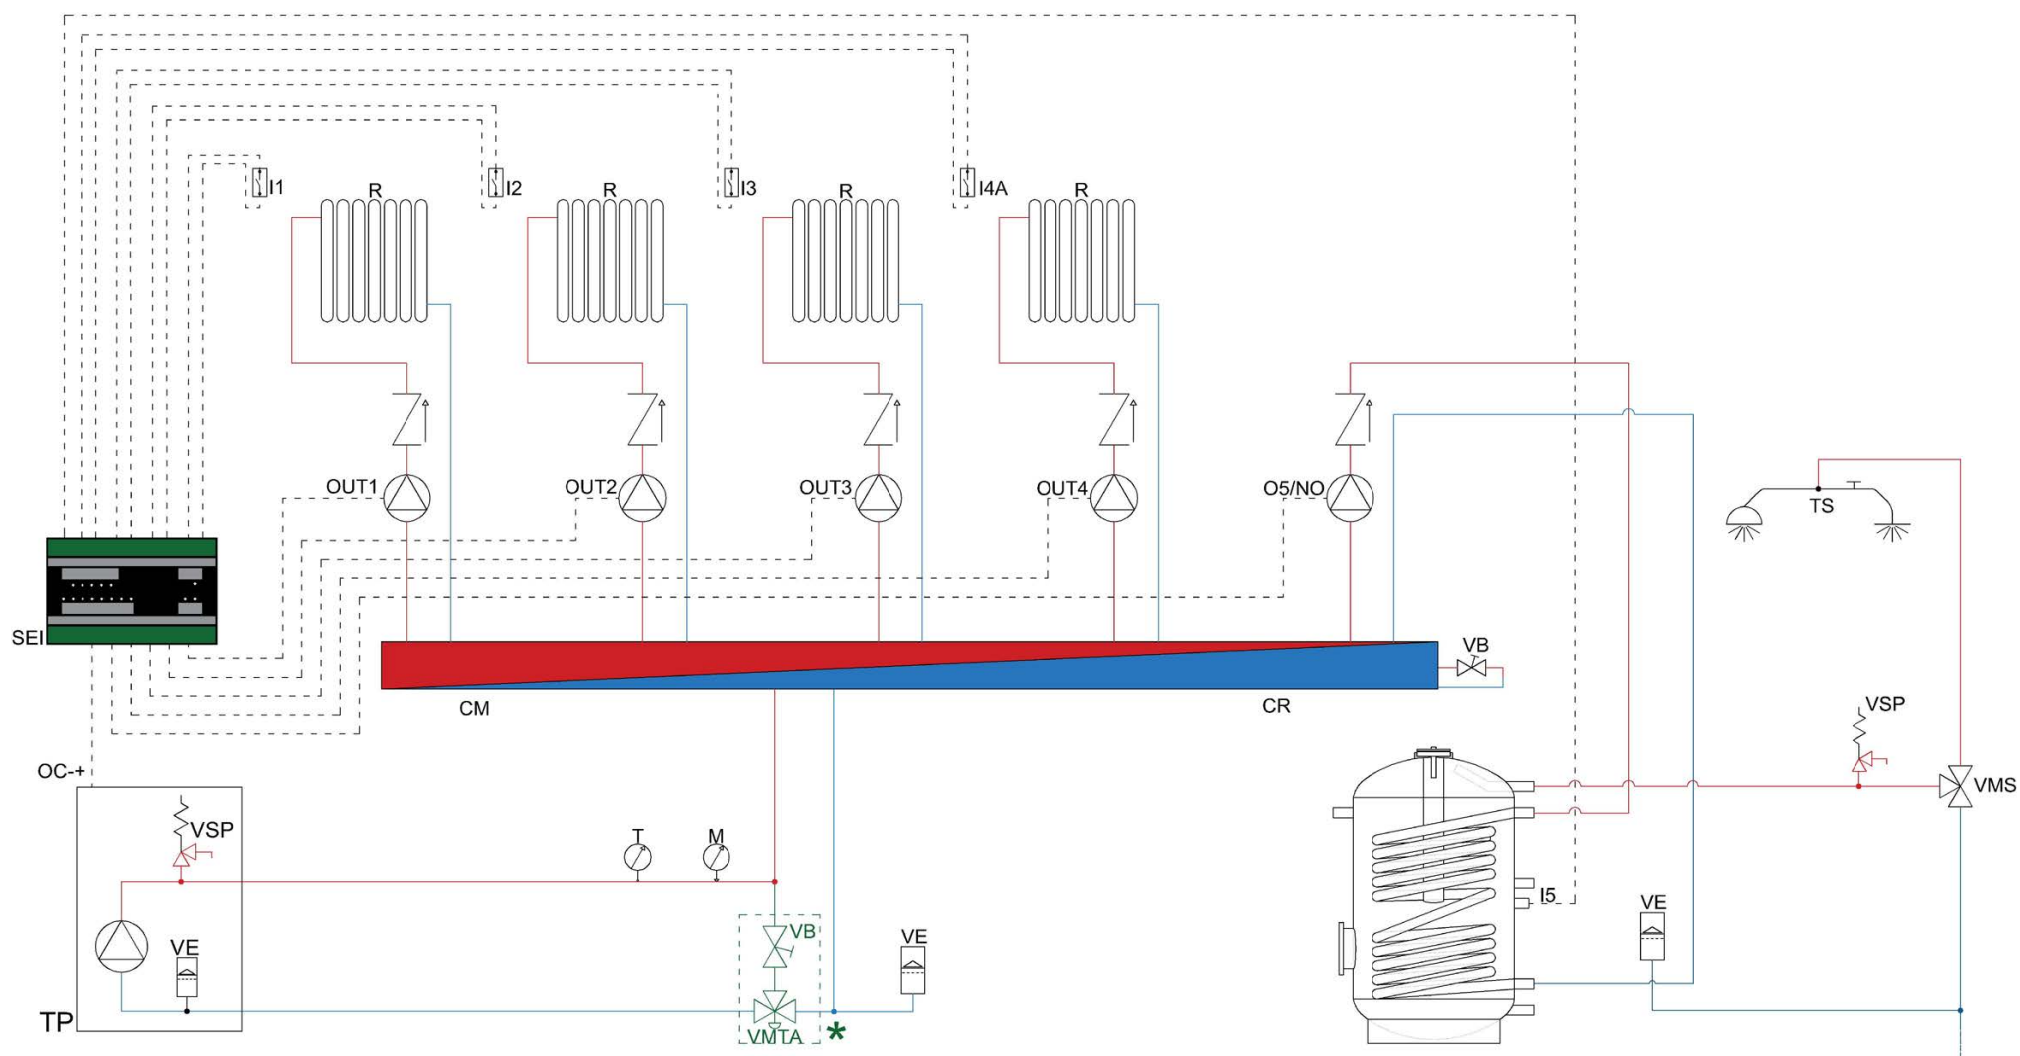 I1
R
I2
R
I3
R
I4A
R
OUT1
OUT2
OUT3
OUT4
O5/NO
TS
SEI
VB
CM
CR
VSP
OC-+
VMS
VSP
T
M
I5
VE
VB
VE
VE
TP
VMTA
*